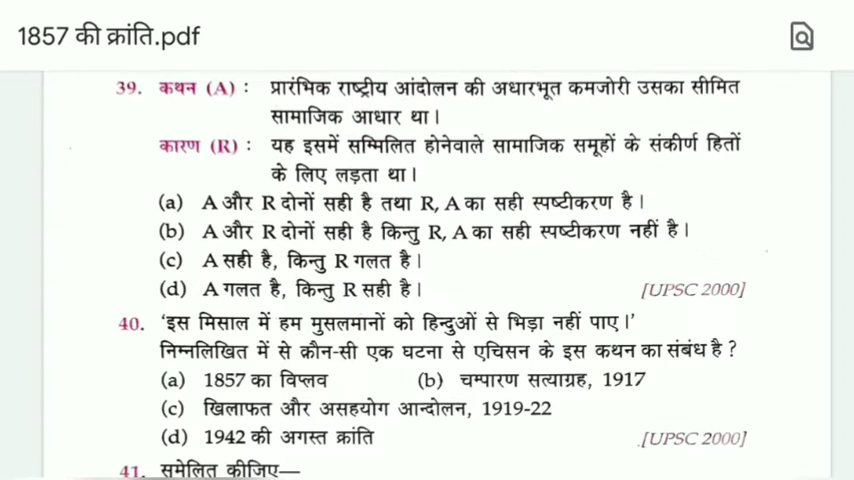 1857 की क्रांति.pdf
39. कथन (A) : प्रारंभिक राष्ट्रीय आंदोलन की अधारभूत कमजोरी उसका सीमित
सामाजिक आधार था।
कारण (R) : यह इसमें सम्मिलित होनेवाले सामाजिक समूहों के संकीर्ण हितों
के लिए लड़ता था।
(a) A और R दोनों सही है तथा R, A का सही स्पष्टीकरण है।
(b) A और R दोनों सही है किन्तु R, A का सही स्पष्टीकरण नहीं है।
(c) A सही है, किन्तु R गलत है।
(d) A गलत है, किन्तु R सही है। [UPSC 2000]
40. 'इस मिसाल में हम मुसलमानों को हिन्दुओं से भिड़ा नहीं पाए।'
निम्नलिखित में से क्रौन-सी एक घटना से एचिसन के इस कथन का संबंध है ?
(a) 1857 का विप्लव (b) चम्पारण सत्याग्रह, 1917
(c) खिलाफत और असहयोग आन्दोलन, 1919-22
(d) 1942 की अगस्त क्रांति [UPSC 2000]
41. समेलित कीजिए—